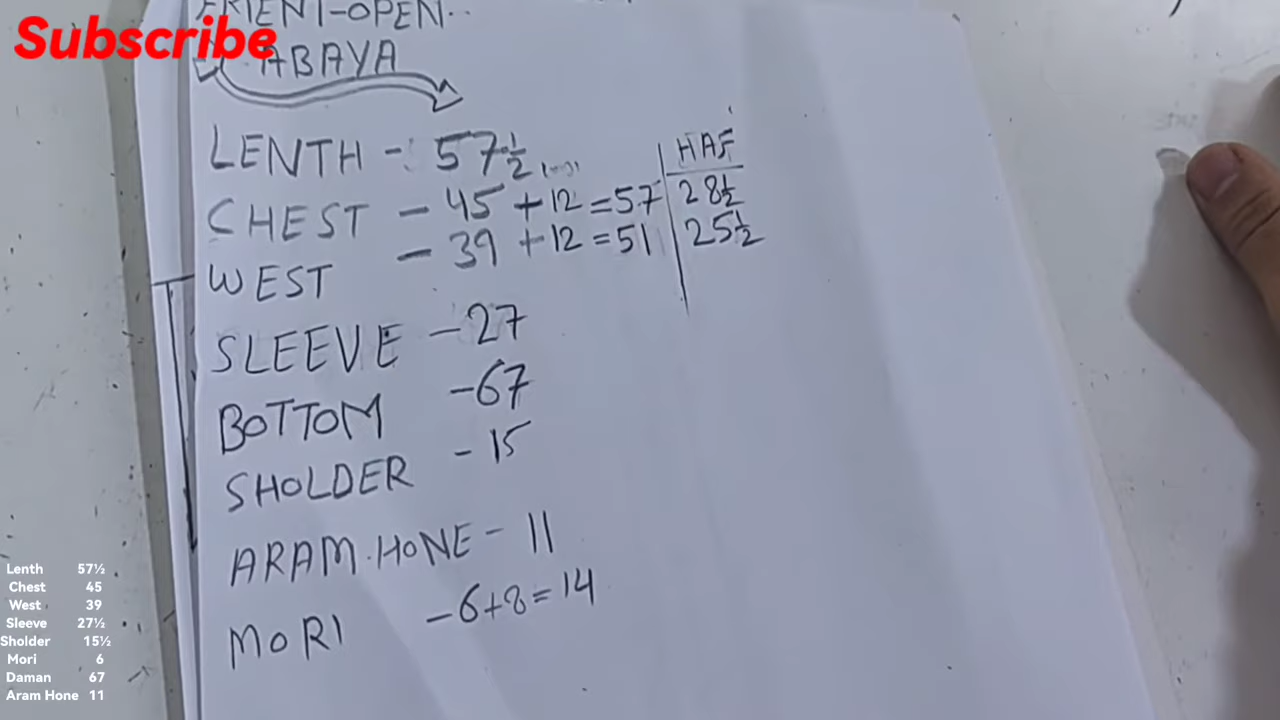 FRIENT-OPEN..
Subscribe
ABAYA
LENTH - 57½
HAF
CHEST - 45 + 12 = 57 28½
WEST - 39 + 12 = 51 25½
SLEEVE - 27
BOTTOM - 67
SHOLDER - 15
ARAM.HONE - 11
MORI - 6+8=14
Lenth 57½
Chest 45
West 39
Sleeve 27½
Sholder 15½
Mori 6
Daman 67
Aram Hone 11